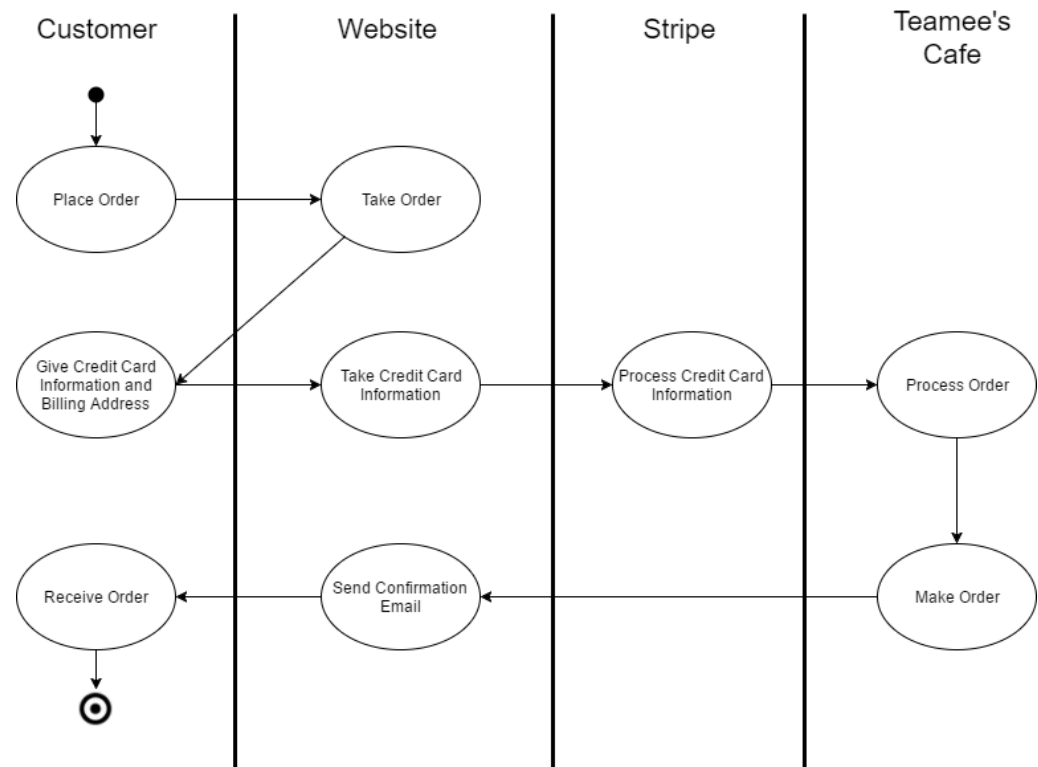 Customer
Website
Stripe
Teamee's
Cafe
Place Order
Take Order
Give Credit Card
Information and
Billing Address
Take Credit Card
Information
Process Credit Card
Information
Process Order
Receive Order
Send Confirmation
Email
Make Order